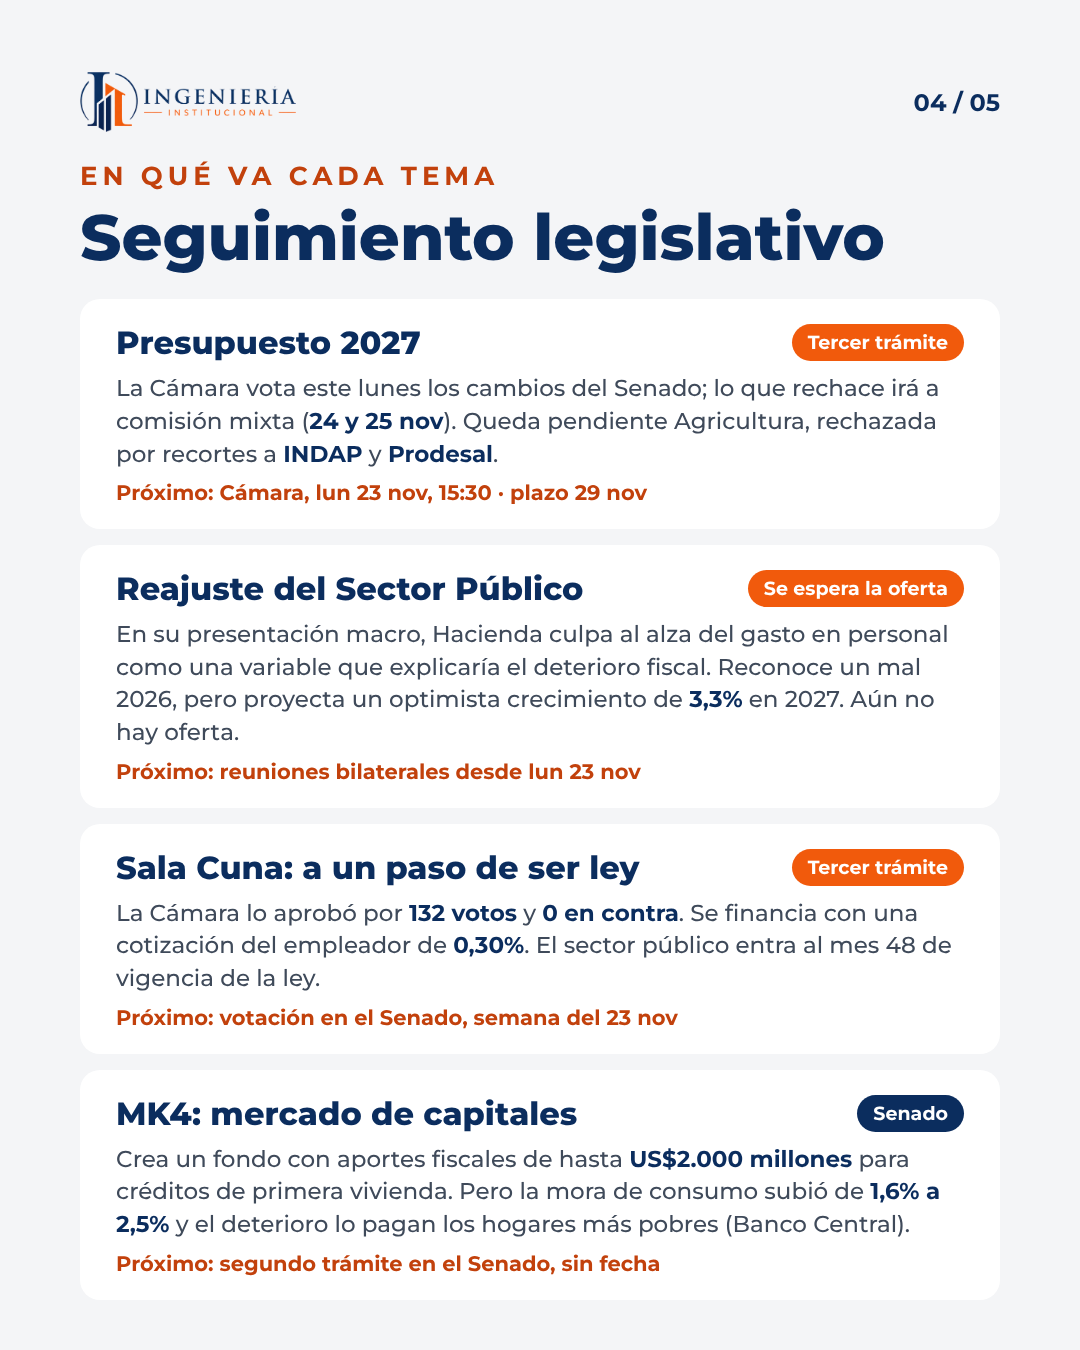 INGENIERIA
INSTITUCIONAL
04 / 05
EN QUÉ VA CADA TEMA
Seguimiento legislativo
Presupuesto 2027
Tercer trámite
La Cámara vota este lunes los cambios del Senado; lo que rechace irá a
comisión mixta (24 y 25 nov). Queda pendiente Agricultura, rechazada
por recortes a INDAP y Prodesal.
Próximo: Cámara, lun 23 nov, 15:30 · plazo 29 nov
Reajuste del Sector Público
Se espera la oferta
En su presentación macro, Hacienda culpa al alza del gasto en personal
como una variable que explicaría el deterioro fiscal. Reconoce un mal
2026, pero proyecta un optimista crecimiento de 3,3% en 2027. Aún no
hay oferta.
Próximo: reuniones bilaterales desde lun 23 nov
Sala Cuna: a un paso de ser ley
Tercer trámite
La Cámara lo aprobó por 132 votos y 0 en contra. Se financia con una
cotización del empleador de 0,30%. El sector público entra al mes 48 de
vigencia de la ley.
Próximo: votación en el Senado, semana del 23 nov
MK4: mercado de capitales
Senado
Crea un fondo con aportes fiscales de hasta US$2.000 millones para
créditos de primera vivienda. Pero la mora de consumo subió de 1,6% a
2,5% y el deterioro lo pagan los hogares más pobres (Banco Central).
Próximo: segundo trámite en el Senado, sin fecha